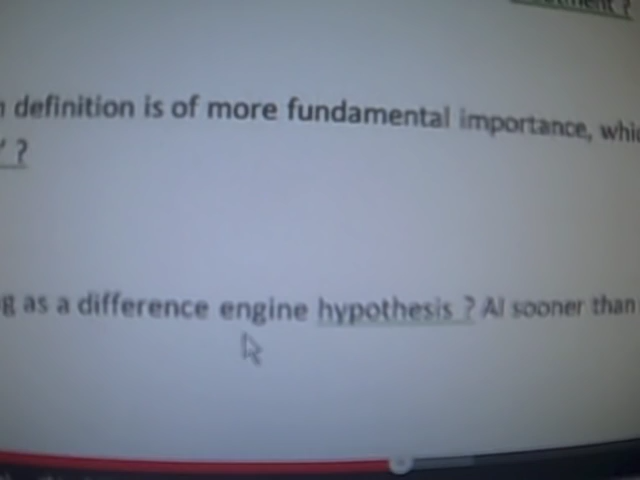 definition is of more fundamental importance,
?
as a difference engine hypothesis ? AI sooner than